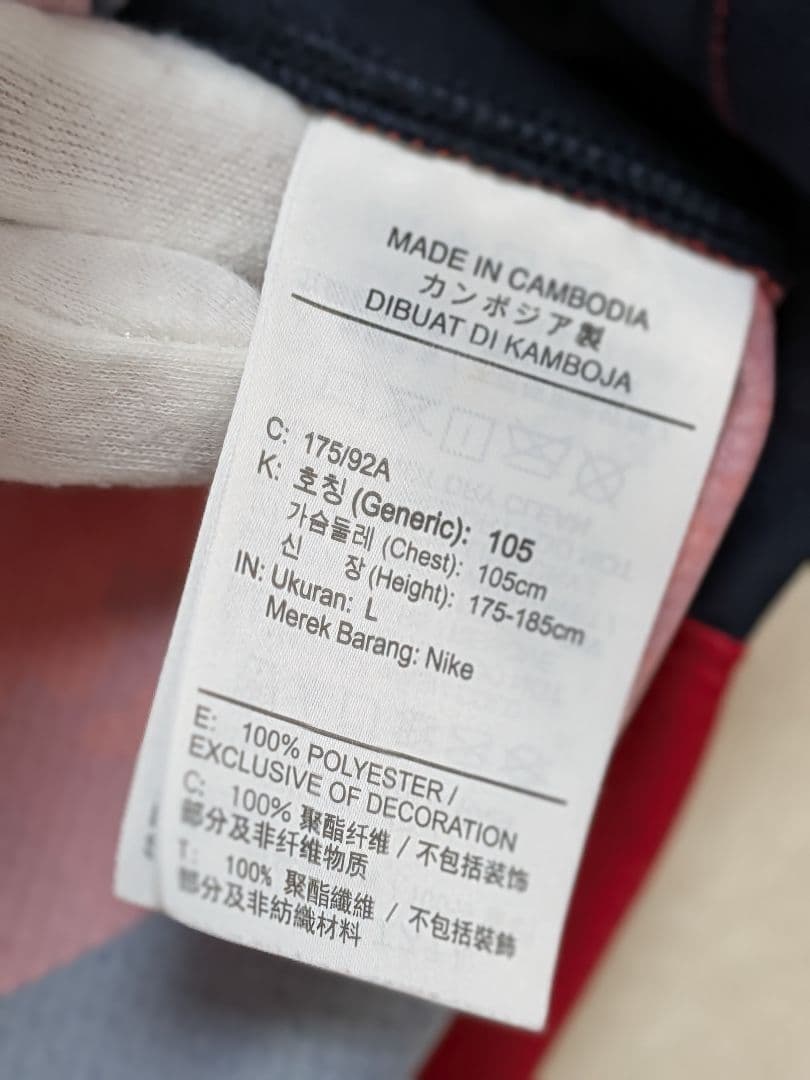 MADE IN CAMBODIA
カンボジア製
DIBUAT DI KAMBOJA
C: 175/92A
K: 호칭 (Generic): 105
가슴둘레 (Chest): 105cm
신 장 (Height): 175-185cm
IN: Ukuran: L
Merek Barang: Nike
E: 100% POLYESTER /
EXCLUSIVE OF DECORATION
C: 100% 聚酯纤维 / 不包括装饰
部分及非纤维物质
T: 100% 聚酯纖維 / 不包括裝飾
部分及非紡織材料